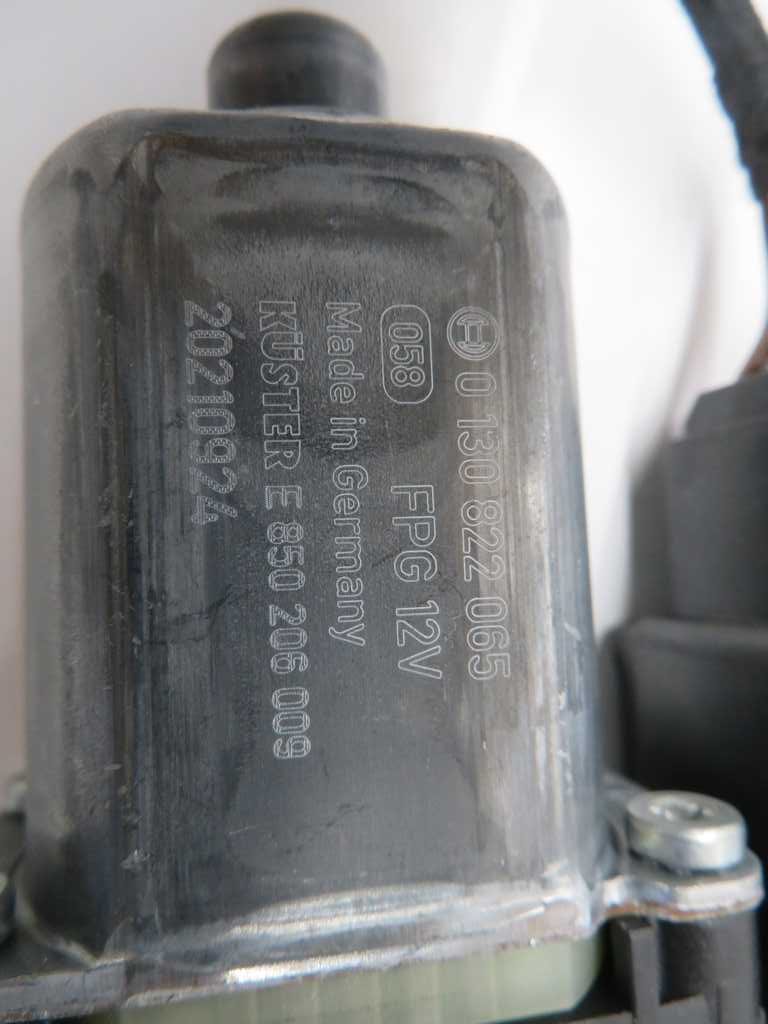 0 130 822 065
058 FPG 12V
Made in Germany
KÜSTER E 850 206 009
20210924